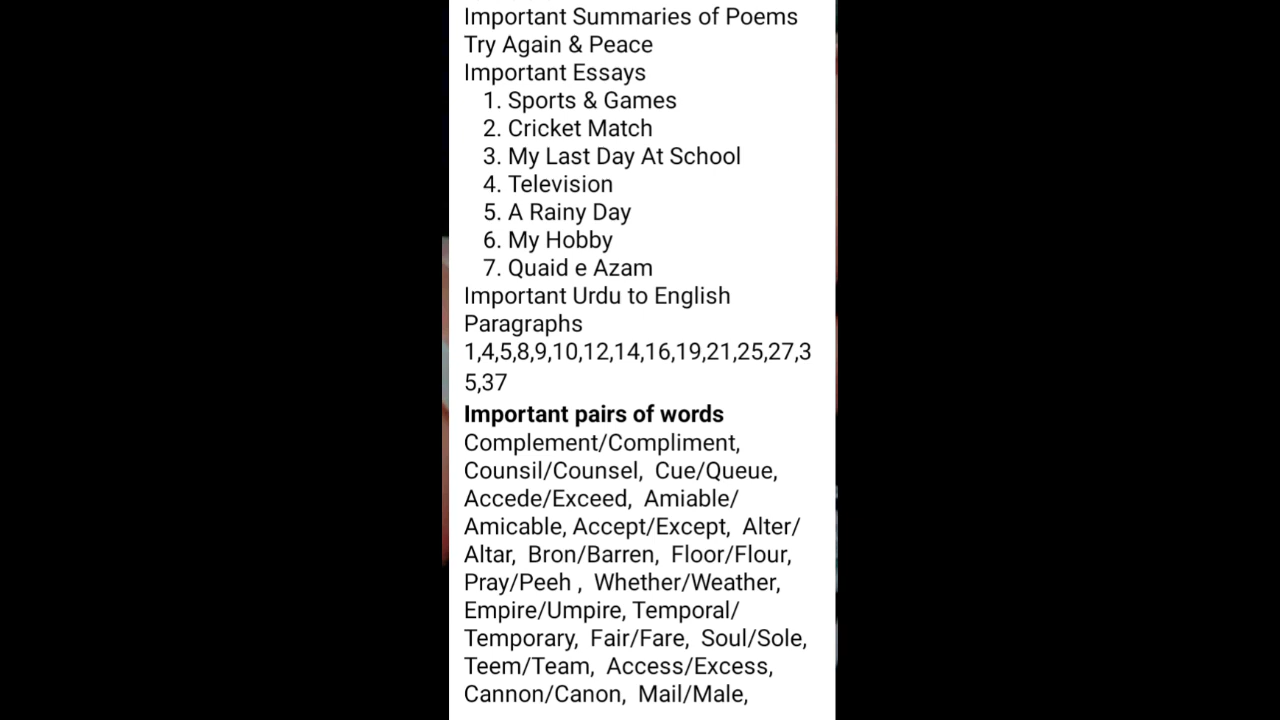 Important Summaries of Poems
Try Again & Peace
Important Essays
1. Sports & Games
2. Cricket Match
3. My Last Day At School
4. Television
5. A Rainy Day
6. My Hobby
7. Quaid e Azam
Important Urdu to English
Paragraphs
1,4,5,8,9,10,12,14,16,19,21,25,27,3
5,37
Important pairs of words
Complement/Compliment,
Counsil/Counsel, Cue/Queue,
Accede/Exceed, Amiable/
Amicable, Accept/Except, Alter/
Altar, Bron/Barren, Floor/Flour,
Pray/Peeh , Whether/Weather,
Empire/Umpire, Temporal/
Temporary, Fair/Fare, Soul/Sole,
Teem/Team, Access/Excess,
Cannon/Canon, Mail/Male,